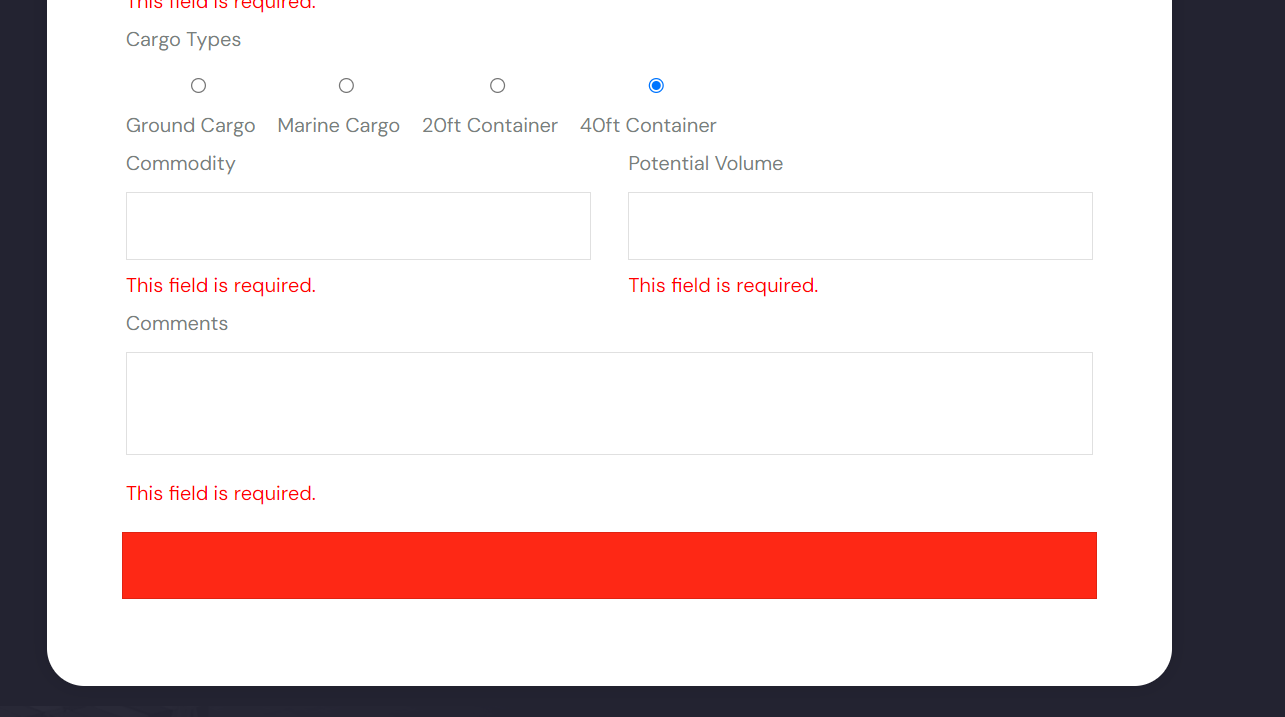 This field is required.
Cargo Types
Ground Cargo Marine Cargo 20ft Container 40ft Container
Commodity Potential Volume
This field is required. This field is required.
Comments
This field is required.